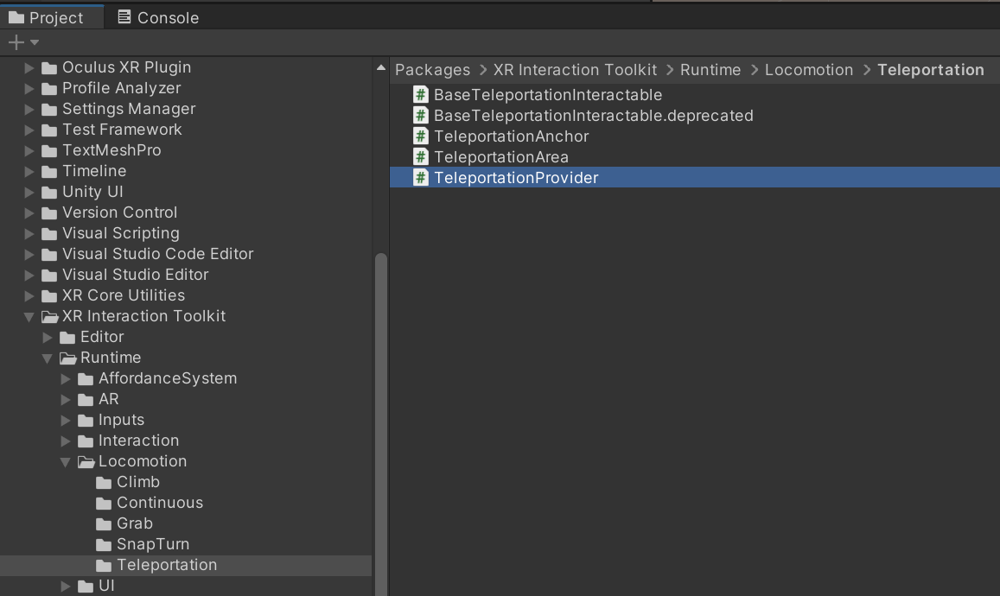 Project Console
Oculus XR Plugin
Profile Analyzer
Settings Manager
Test Framework
TextMeshPro
Timeline
Unity UI
Version Control
Visual Scripting
Visual Studio Code Editor
Visual Studio Editor
XR Core Utilities
XR Interaction Toolkit
Editor
Runtime
AffordanceSystem
AR
Inputs
Interaction
Locomotion
Climb
Continuous
Grab
SnapTurn
Teleportation
UI
Packages > XR Interaction Toolkit > Runtime > Locomotion > Teleportation
# BaseTeleportationInteractable
# BaseTeleportationInteractable.deprecated
# TeleportationAnchor
# TeleportationArea
# TeleportationProvider